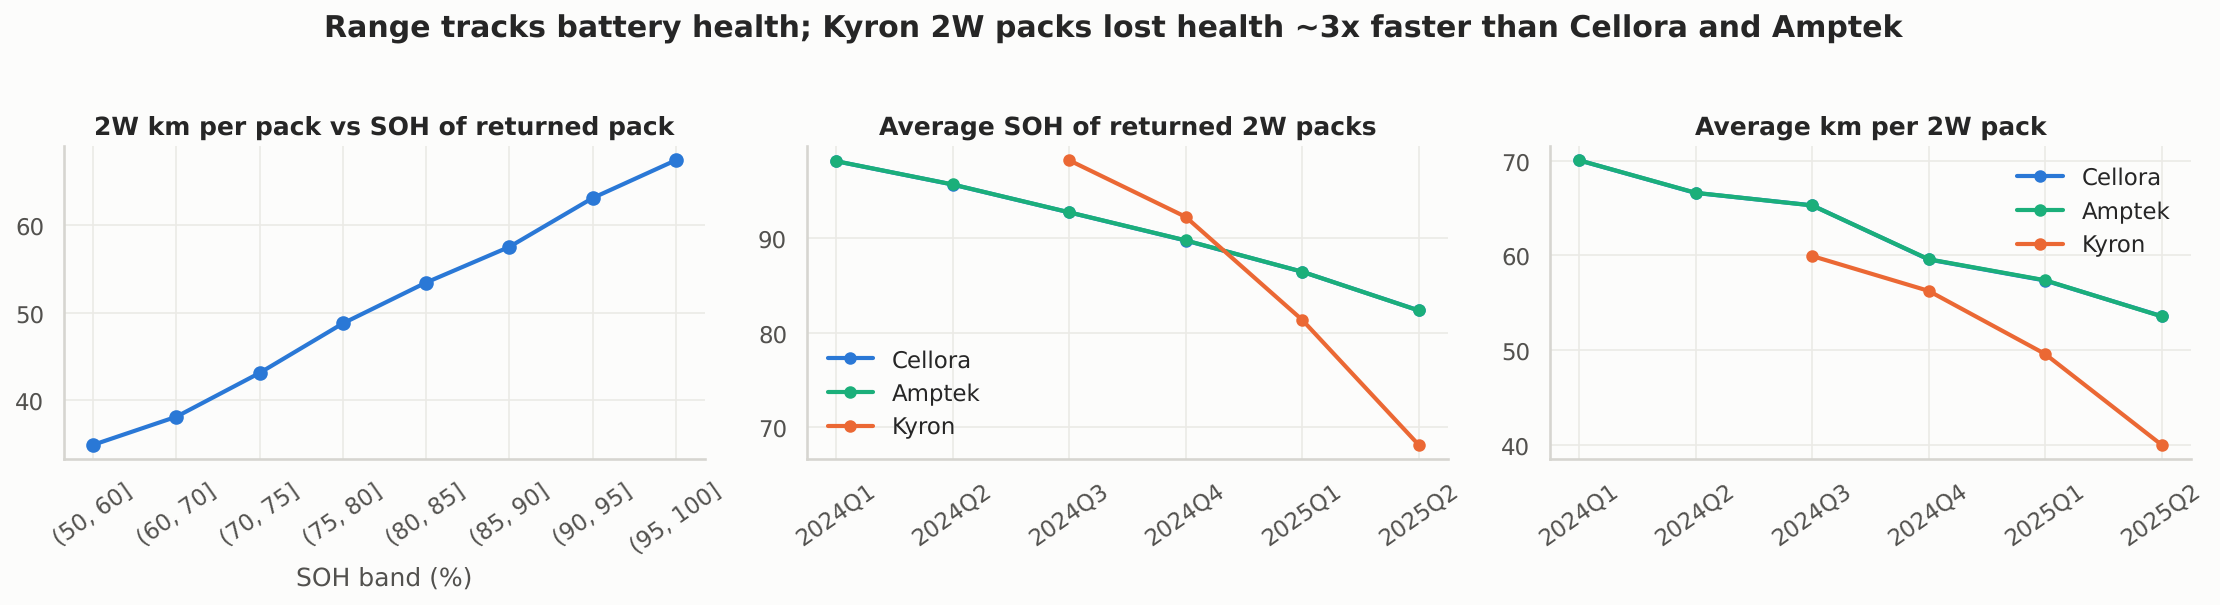 Range tracks battery health; Kyron 2W packs lost health ~3x faster than Cellora and Amptek
2W km per pack vs SOH of returned pack
60
50
40
(50, 60]
(60, 70]
(70, 75]
(75, 80]
(80, 85]
(85, 90]
(90, 95]
(95, 100]
SOH band (%)
Average SOH of returned 2W packs
90
80
70
Cellora
Amptek
Kyron
2024Q1
2024Q2
2024Q3
2024Q4
2025Q1
2025Q2
Average km per 2W pack
70
60
50
40
Cellora
Amptek
Kyron
2024Q1
2024Q2
2024Q3
2024Q4
2025Q1
2025Q2